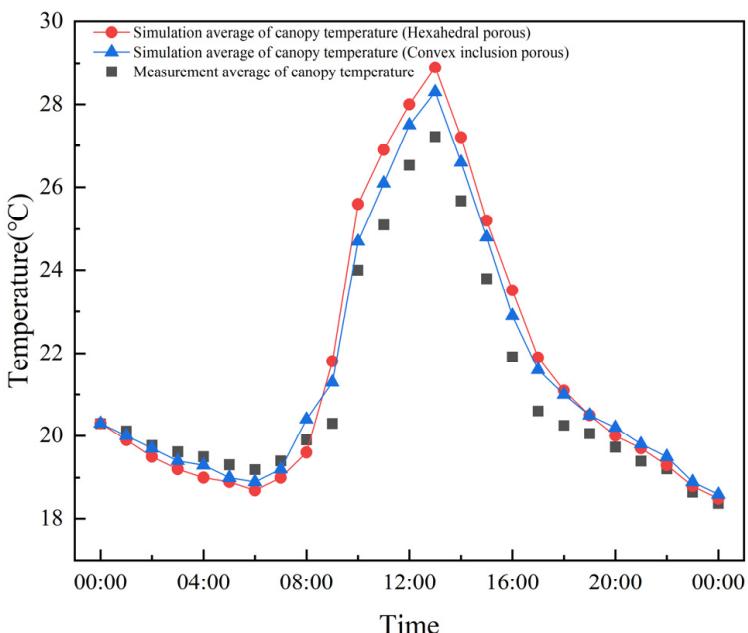 Simulation average of canopy temperature (Hexahedral porous)
Simulation average of canopy temperature (Convex inclusion porous)
Measurement average of canopy temperature
Temperature(°C)
30
28
26
24
22
20
18
00:00 04:00 08:00 12:00 16:00 20:00 00:00
Time